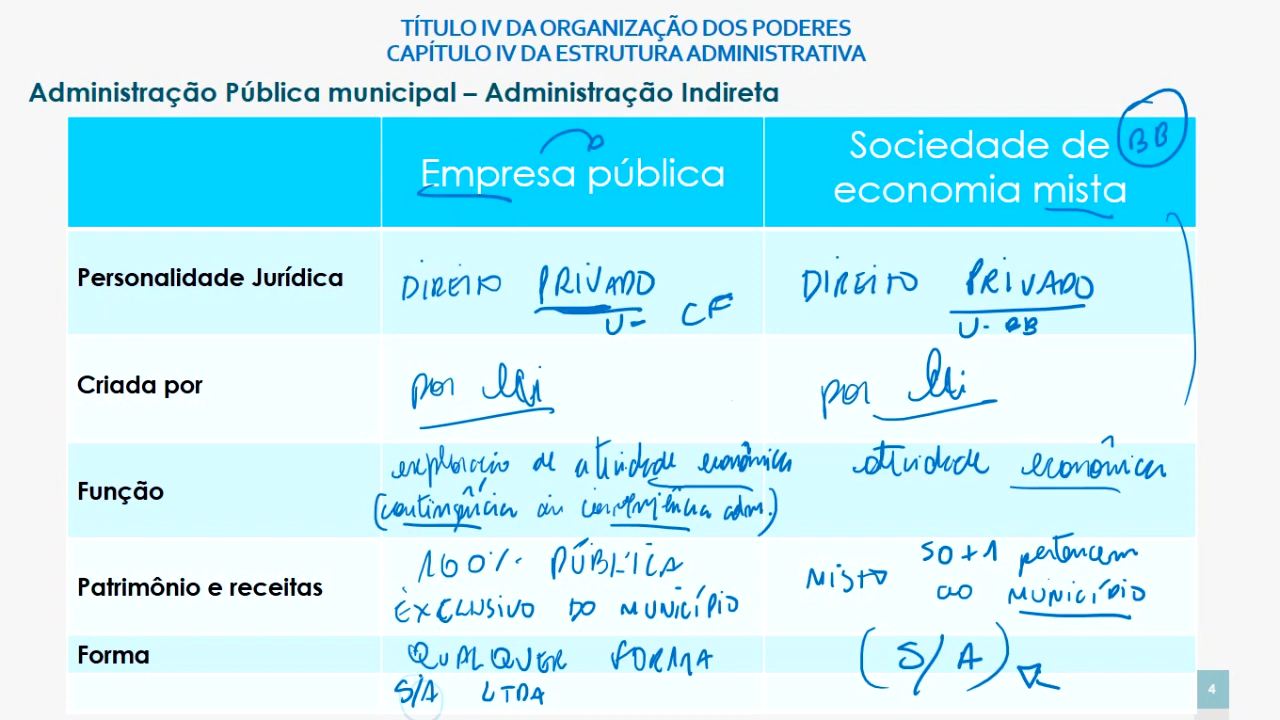 TÍTULO IV DA ORGANIZAÇÃO DOS PODERES
CAPÍTULO IV DA ESTRUTURA ADMINISTRATIVA
Administração Pública municipal – Administração Indireta
Empresa pública
Sociedade de
economia mista
BB
Personalidade Jurídica
DIREITO PRIVADO
U= CF
DIREITO PRIVADO
U- BB
Criada por
por lei
por lei
Função
exploração de atividade econômica
(contingência ou conveniência adm.)
atividade econômica
Patrimônio e receitas
100% PÚBLICA
EXCLUSIVO DO MUNICÍPIO
MISTO
50+1 pertencem
ao MUNICÍPIO
Forma
QUALQUER FORMA
S/A LTDA
(S/A)
4